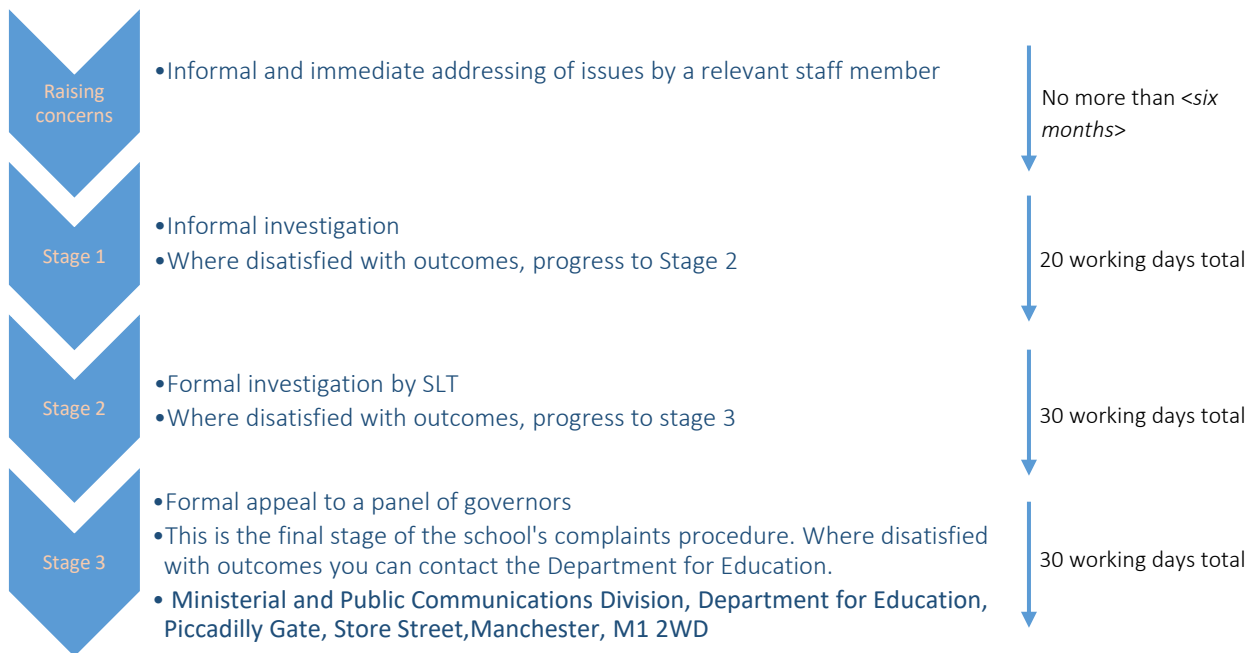 Raising
concerns
•Informal and immediate addressing of issues by a relevant staff member
No more than <six
months>
Stage 1
•Informal investigation
•Where disatisfied with outcomes, progress to Stage 2
20 working days total
Stage 2
•Formal investigation by SLT
•Where disatisfied with outcomes, progress to stage 3
30 working days total
Stage 3
•Formal appeal to a panel of governors
•This is the final stage of the school's complaints procedure. Where disatisfied
with outcomes you can contact the Department for Education.
• Ministerial and Public Communications Division, Department for Education,
Piccadilly Gate, Store Street,Manchester, M1 2WD
30 working days total